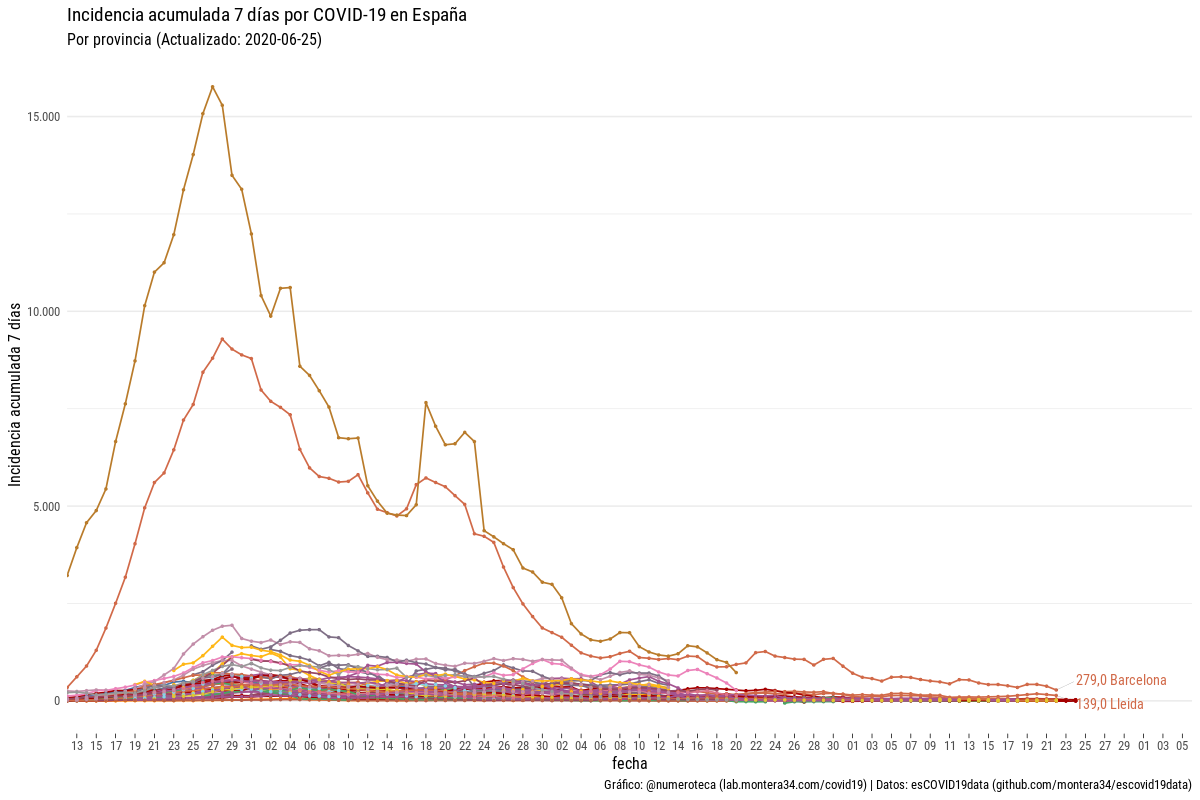 Incidencia acumulada 7 días por COVID-19 en España
Por provincia (Actualizado: 2020-06-25)
Incidencia acumulada 7 días
15.000
10.000
5.000
0
279,0 Barcelona
139,0 Lleida
13 15 17 19 21 23 25 27 29 31 02 04 06 08 10 12 14 16 18 20 22 24 26 28 30 02 04 06 08 10 12 14 16 18 20 22 24 26 28 30 01 03 05 07 09 11 13 15 17 19 21 23 25 27 29 01 03 05
fecha
Gráfico: @numeroteca (lab.montera34.com/covid19) | Datos: esCOVID19data (github.com/montera34/escovid19data)